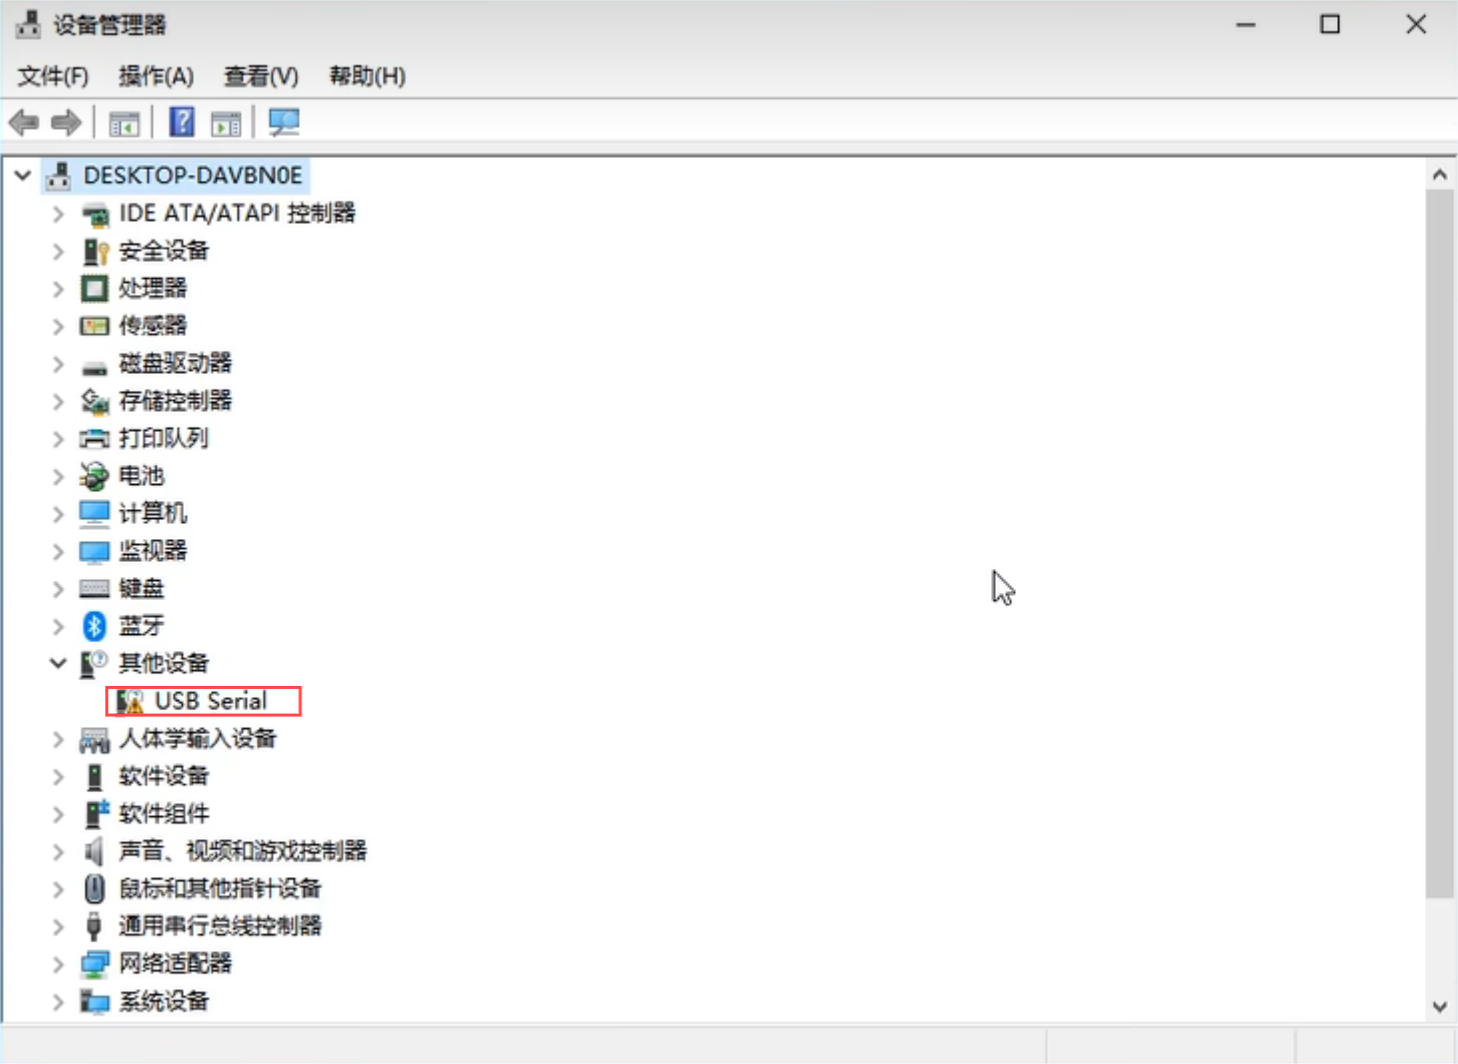 设备管理器
文件(F) 操作(A) 查看(V) 帮助(H)
DESKTOP-DAVBN0E
IDE ATA/ATAPI 控制器
安全设备
处理器
传感器
磁盘驱动器
存储控制器
打印队列
电池
计算机
监视器
键盘
蓝牙
其他设备
USB Serial
人体学输入设备
软件设备
软件组件
声音、视频和游戏控制器
鼠标和其他指针设备
通用串行总线控制器
网络适配器
系统设备